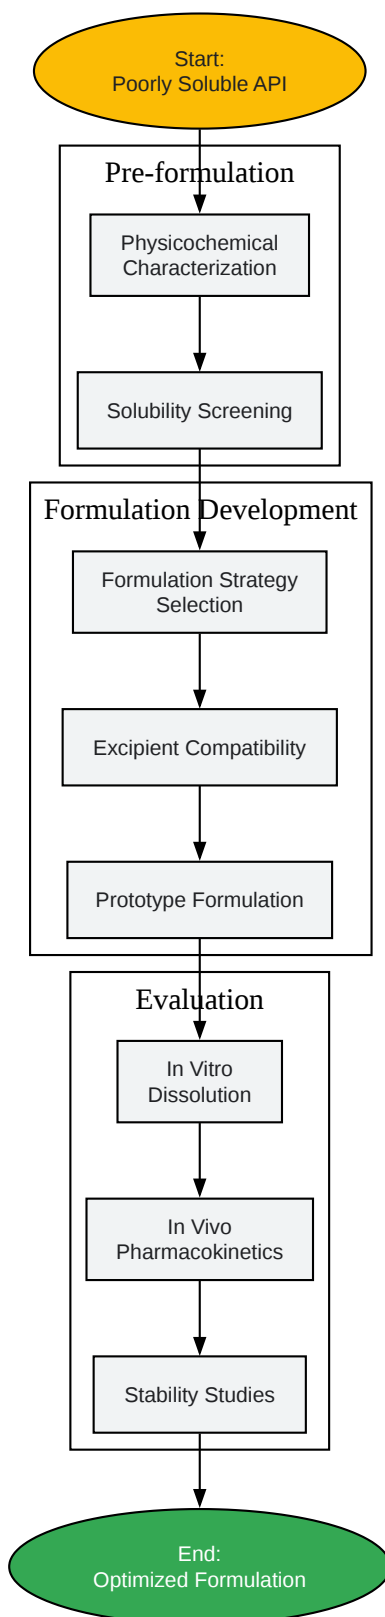 Start:
Poorly Soluble API
Pre-formulation
Physicochemical
Characterization
Solubility Screening
Formulation Development
Formulation Strategy
Selection
Excipient Compatibility
Prototype Formulation
Evaluation
In Vitro
Dissolution
In Vivo
Pharmacokinetics
Stability Studies
End:
Optimized Formulation